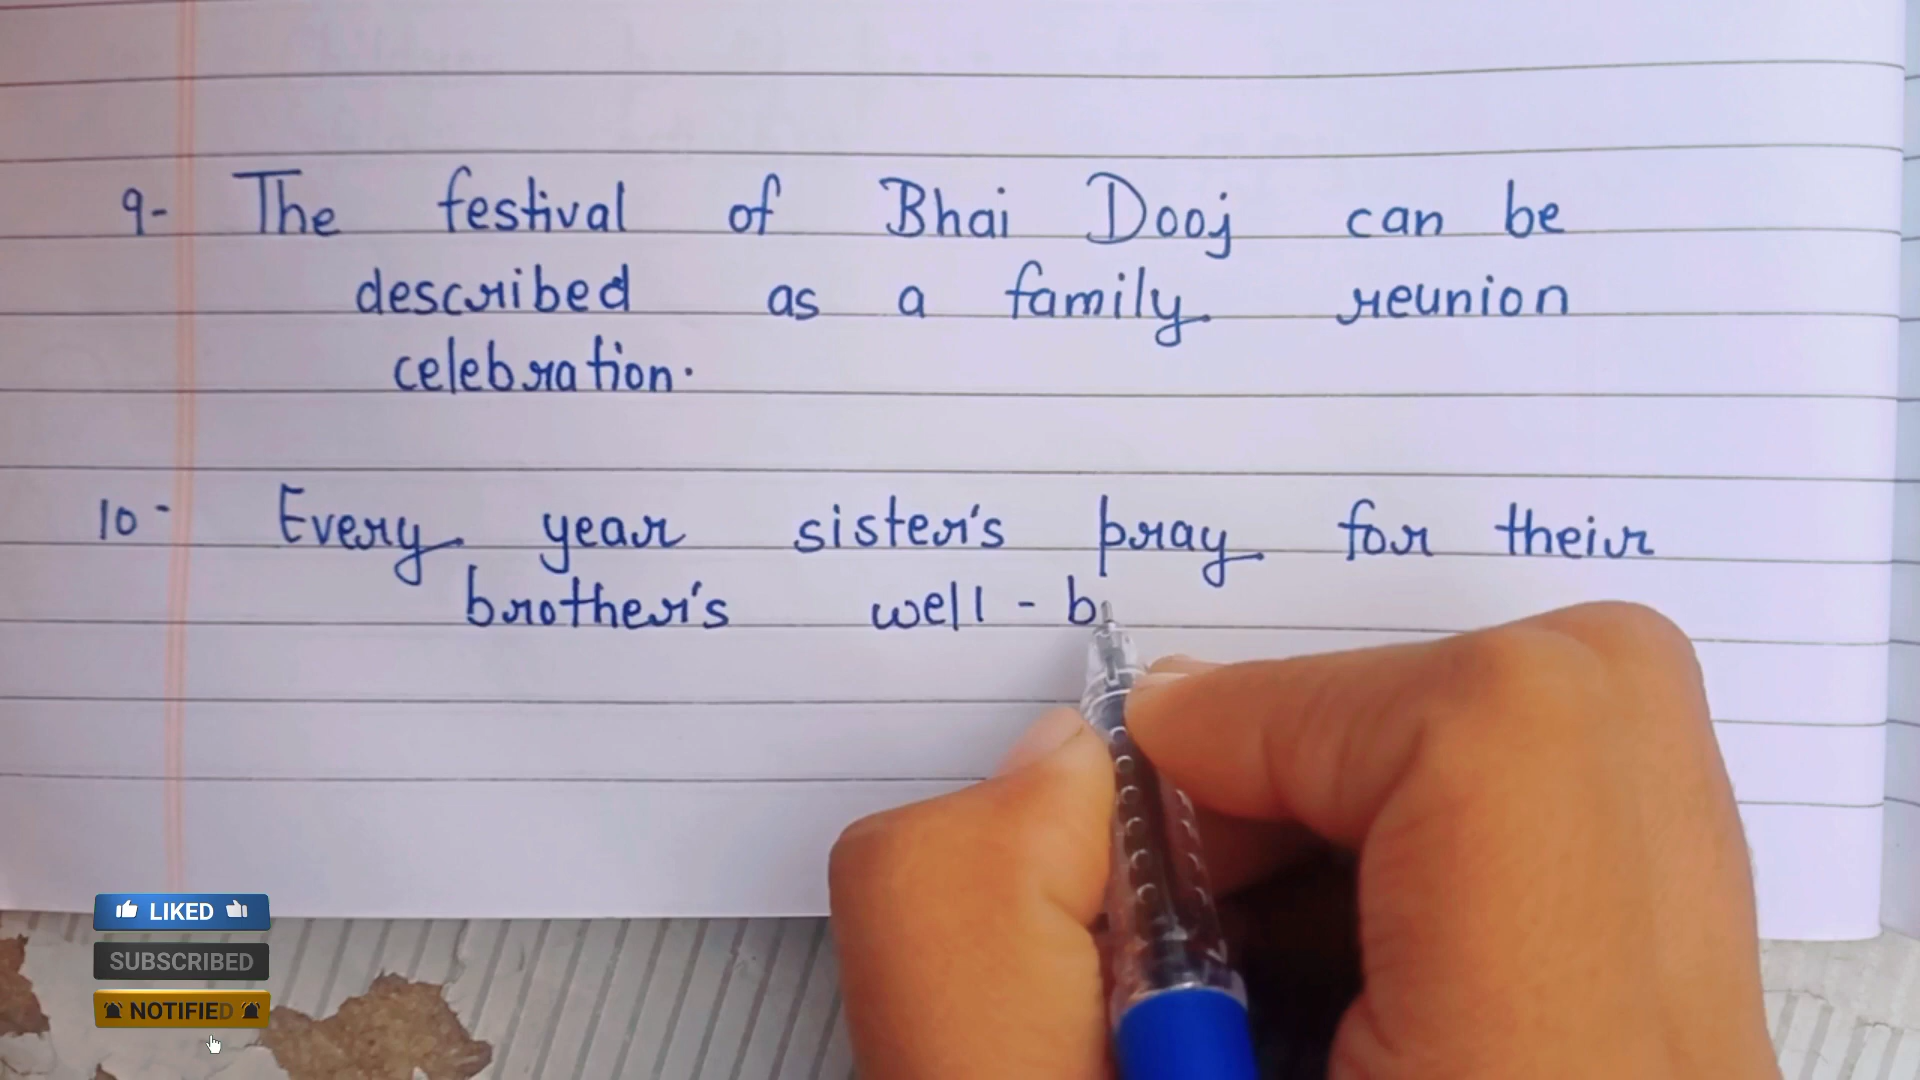 9- The festival of Bhai Dooj can be
described as a family reunion
celebration.
10- Every year sister's pray for their
brother's well - b
LIKED
SUBSCRIBED
NOTIFIED